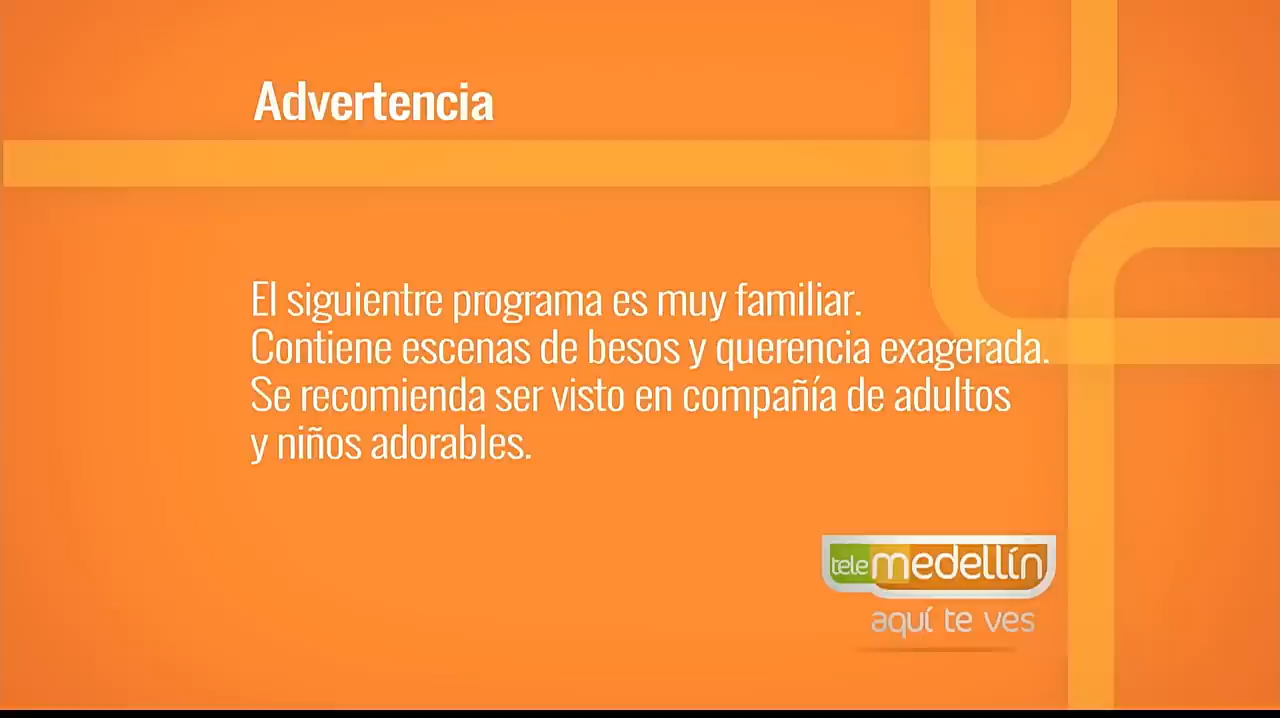 Advertencia
El siguientre programa es muy familiar.
Contiene escenas de besos y querencia exagerada.
Se recomienda ser visto en compañía de adultos
y niños adorables.
tele medellín
aquí te ves